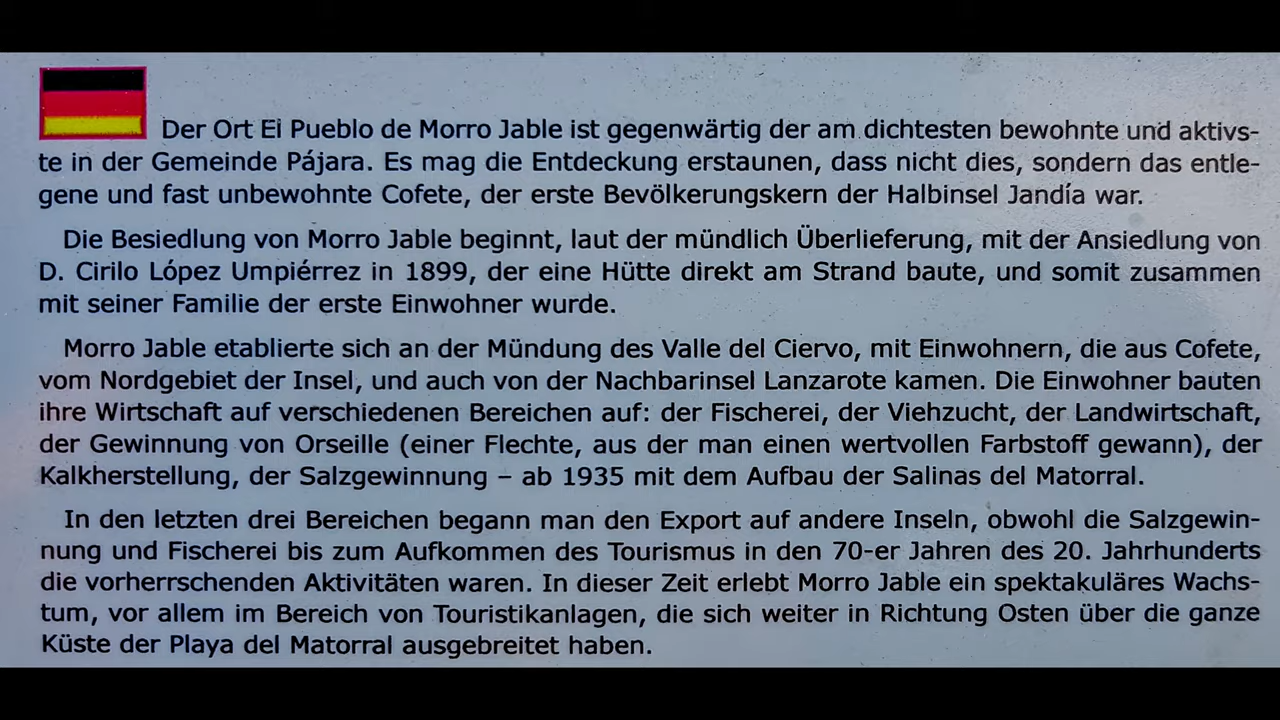 Der Ort El Pueblo de Morro Jable ist gegenwärtig der am dichtesten bewohnte und aktivs-
te in der Gemeinde Pájara. Es mag die Entdeckung erstaunen, dass nicht dies, sondern das entle-
gene und fast unbewohnte Cofete, der erste Bevölkerungskern der Halbinsel Jandía war.
Die Besiedlung von Morro Jable beginnt, laut der mündlich Überlieferung, mit der Ansiedlung von
D. Cirilo López Umpiérrez in 1899, der eine Hütte direkt am Strand baute, und somit zusammen
mit seiner Familie der erste Einwohner wurde.
Morro Jable etablierte sich an der Mündung des Valle del Ciervo, mit Einwohnern, die aus Cofete,
vom Nordgebiet der Insel, und auch von der Nachbarinsel Lanzarote kamen. Die Einwohner bauten
ihre Wirtschaft auf verschiedenen Bereichen auf: der Fischerei, der Viehzucht, der Landwirtschaft,
der Gewinnung von Orseille (einer Flechte, aus der man einen wertvollen Farbstoff gewann), der
Kalkherstellung, der Salzgewinnung – ab 1935 mit dem Aufbau der Salinas del Matorral.
In den letzten drei Bereichen begann man den Export auf andere Inseln, obwohl die Salzgewin-
nung und Fischerei bis zum Aufkommen des Tourismus in den 70-er Jahren des 20. Jahrhunderts
die vorherrschenden Aktivitäten waren. In dieser Zeit erlebt Morro Jable ein spektakuläres Wachs-
tum, vor allem im Bereich von Touristikanlagen, die sich weiter in Richtung Osten über die ganze
Küste der Playa del Matorral ausgebreitet haben.